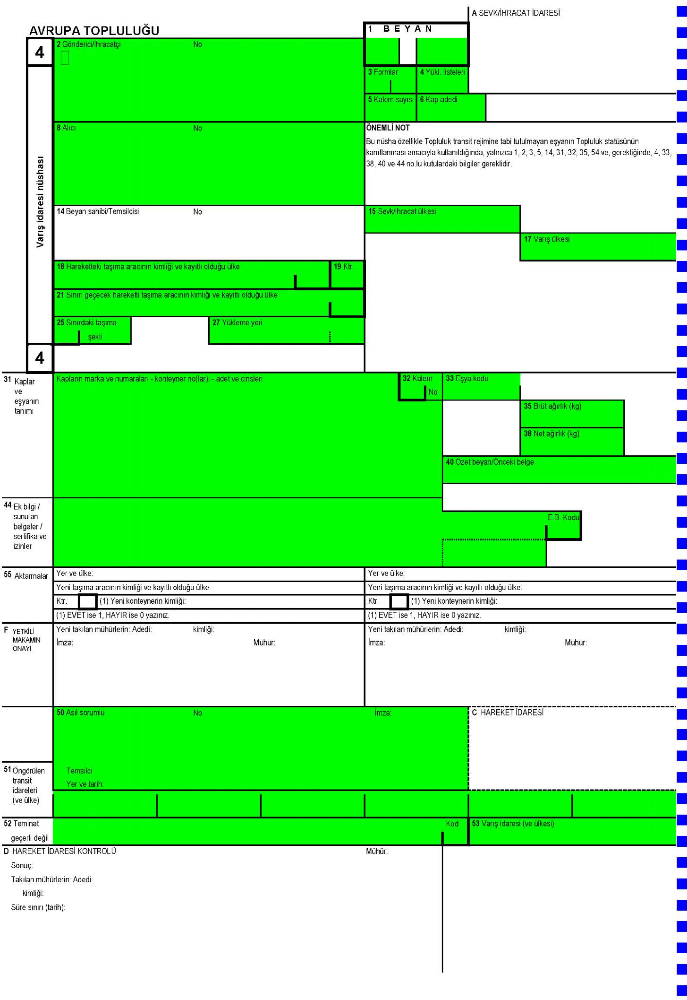 A SEVK/İHRACAT İDARESİ
AVRUPA TOPLULUĞU
1 B E Y A N
4
2 Gönderici/İhracatçı No
3 Formlar
4 Yükl. listeleri
5 Kalem sayısı
6 Kap adedi
Varış idaresi nüshası
8 Alıcı No
ÖNEMLİ NOT
Bu nüsha özellikle Topluluk transit rejimine tabi tutulmayan eşyanın Topluluk statüsünün
kanıtlanması amacıyla kullanıldığında, yalnızca 1, 2, 3, 5, 14, 31, 32, 35, 54 ve, gerektiğinde, 4, 33,
38, 40 ve 44 no.lu kutulardaki bilgiler gereklidir.
14 Beyan sahibi/Temsilcisi No
15 Sevk/ihracat ülkesi
17 Varış ülkesi
18 Hareketteki taşıma aracının kimliği ve kayıtlı olduğu ülke
19 Ktr.
21 Sınırı geçecek hareketli taşıma aracının kimliği ve kayıtlı olduğu ülke
25 Sınırdaki taşıma
şekli
27 Yükleme yeri
4
31 Kaplar
ve
eşyanın
tanımı
Kapların marka ve numaraları - konteyner no(lar)ı - adet ve cinsleri
32 Kalem
No
33 Eşya kodu
35 Brüt ağırlık (kg)
38 Net ağırlık (kg)
40 Özet beyan/Önceki belge
44 Ek bilgi /
sunulan
belgeler /
sertifika ve
izinler
E.B. Kodu
55 Aktarmalar
Yer ve ülke:
Yer ve ülke:
Yeni taşıma aracının kimliği ve kayıtlı olduğu ülke:
Yeni taşıma aracının kimliği ve kayıtlı olduğu ülke:
Ktr. (1) Yeni konteynerin kimliği:
Ktr. (1) Yeni konteynerin kimliği:
(1) EVET ise 1, HAYIR ise 0 yazınız.
(1) EVET ise 1, HAYIR ise 0 yazınız.
F YETKİLİ
MAKAMIN
ONAYI
Yeni takılan mühürlerin: Adedi: kimliği:
Yeni takılan mühürlerin: Adedi: kimliği:
İmza: Mühür:
İmza: Mühür:
50 Asıl sorumlu No İmza:
C HAREKET İDARESİ
Temsilci
Yer ve tarih:
51 Öngörülen
transit
idareleri
(ve ülke)
52 Teminat
geçerli değil
Kod
53 Varış idaresi (ve ülkesi)
D HAREKET İDARESİ KONTROLÜ Mühür:
Sonuç:
Takılan mühürlerin: Adedi:
kimliği:
Süre sınırı (tarih):